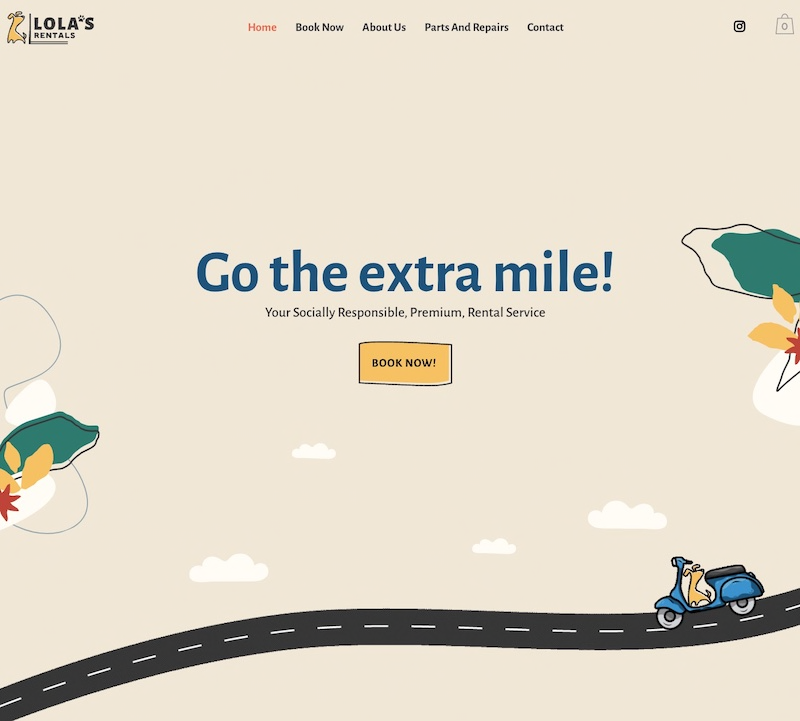 LOLA'S
RENTALS
Home
Book Now
About Us
Parts And Repairs
Contact
0
Go the extra mile!
Your Socially Responsible, Premium, Rental Service
BOOK NOW!